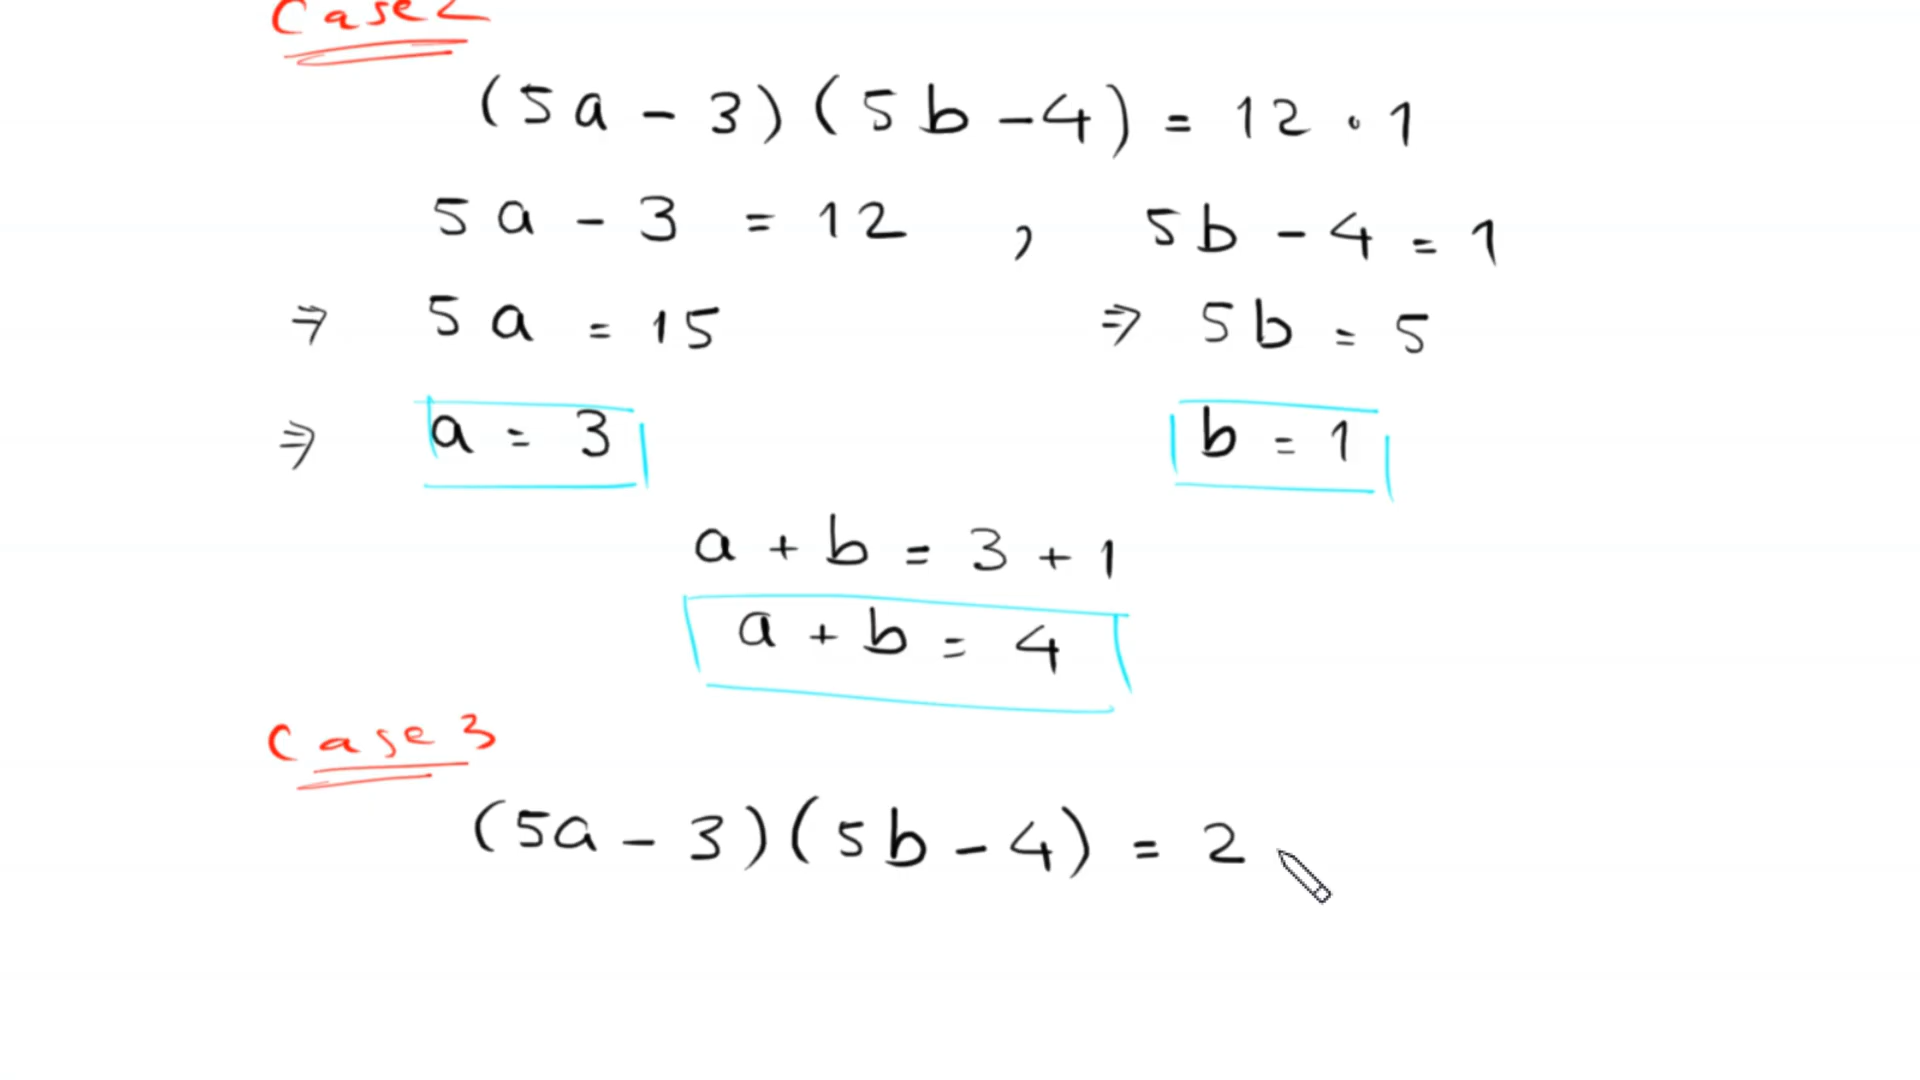 Case 2
(5a - 3)(5b - 4) = 12 · 1
5a - 3 = 12 , 5b - 4 = 1
⇒ 5a = 15 ⇒ 5b = 5
⇒ a = 3 b = 1
a + b = 3 + 1
a + b = 4
Case 3
(5a - 3)(5b - 4) = 2